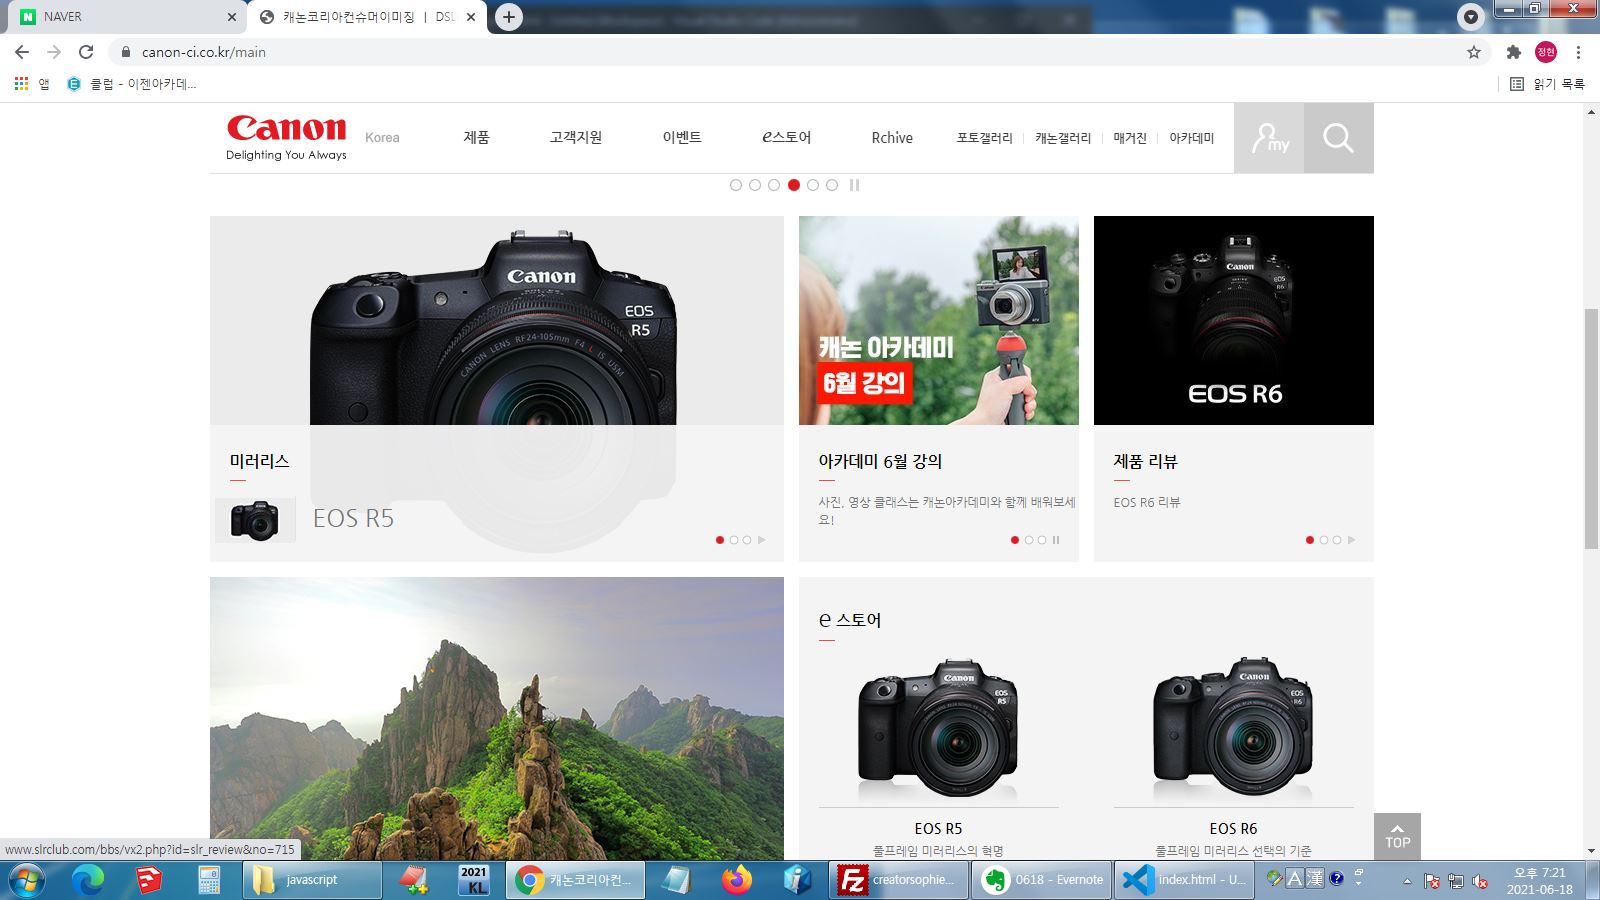 NAVER
캐논코리아컨슈머이미징 | DSL
canon-ci.co.kr/main
정현
앱
클럽 - 이젠아카데...
읽기 목록
Canon
Delighting You Always
Korea
제품
고객지원
이벤트
e스토어
Rchive
포토갤러리
캐논갤러리
매거진
아카데미
my
Canon
EOS
R5
CANON LENS RF24-105mm F4 L IS USM
캐논 아카데미
6월 강의
Canon
EOS
R6
EOS R6
미러리스
EOS R5
아카데미 6월 강의
사진, 영상 클래스는 캐논아카데미와 함께 배워보세
요!
제품 리뷰
EOS R6 리뷰
e 스토어
Canon
EOS
R5
Canon
EOS
R6
EOS R5
풀프레임 미러리스의 혁명
EOS R6
풀프레임 미러리스 선택의 기준
TOP
www.slrclub.com/bbs/vx2.php?id=slr_review&no=715
javascript
2021
KL
캐논코리아컨...
Fz
creatorsophie...
0618 - Evernote
index.html - U...
A
漢
오후 7:21
2021-06-18